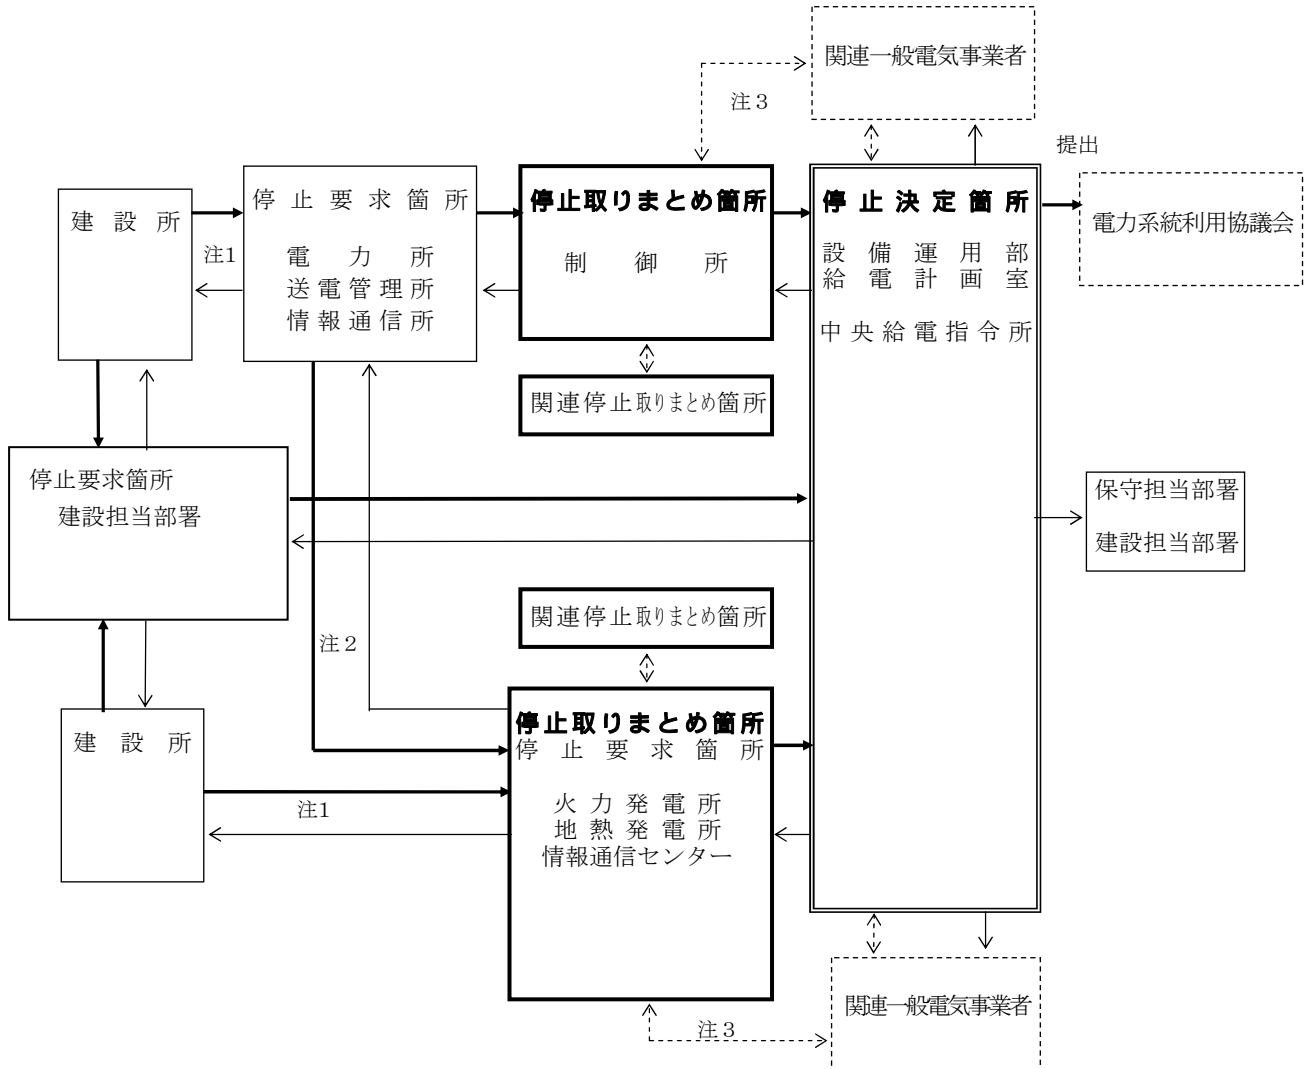 関連一般電気事業者
注３
提出
停止要求箇所
停止取りまとめ箇所
停止決定箇所
建設所
電力系統利用協議会
注1
電力所
送電管理所
情報通信所
制御所
設備運用部
給電計画室
中央給電指令所
関連停止取りまとめ箇所
停止要求箇所
建設担当部署
保守担当部署
建設担当部署
関連停止取りまとめ箇所
注２
停止取りまとめ箇所
停止要求箇所
建設所
火力発電所
地熱発電所
情報通信センター
注1
関連一般電気事業者
注３